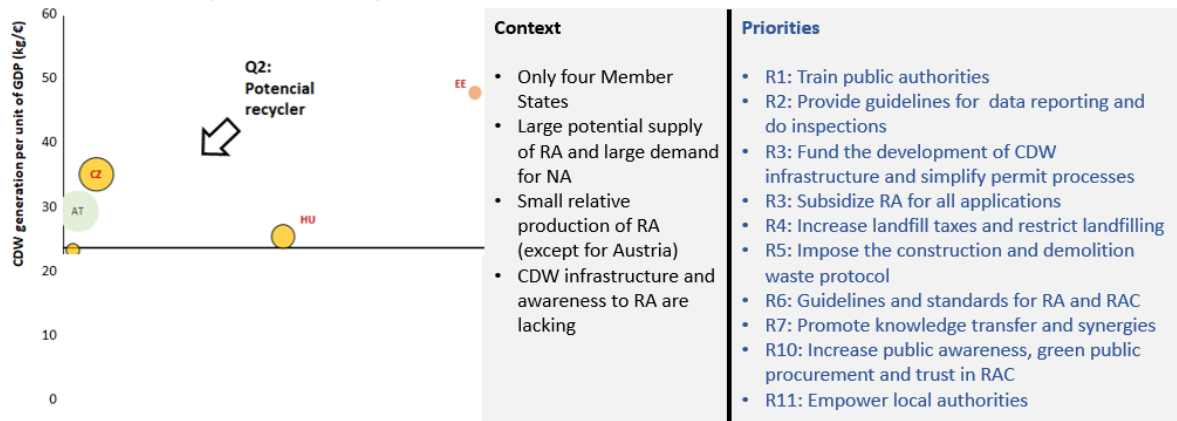 CDW generation per unit of GDP (kg/€)
60
50
40
30
20
10
0
Q2:
Potencial
recycler
EE
CZ
AT
HU
Context
• Only four Member
States
• Large potential supply
of RA and large demand
for NA
• Small relative
production of RA
(except for Austria)
• CDW infrastructure and
awareness to RA are
lacking
Priorities
• R1: Train public authorities
• R2: Provide guidelines for data reporting and
do inspections
• R3: Fund the development of CDW
infrastructure and simplify permit processes
• R3: Subsidize RA for all applications
• R4: Increase landfill taxes and restrict landfilling
• R5: Impose the construction and demolition
waste protocol
• R6: Guidelines and standards for RA and RAC
• R7: Promote knowledge transfer and synergies
• R10: Increase public awareness, green public
procurement and trust in RAC
• R11: Empower local authorities